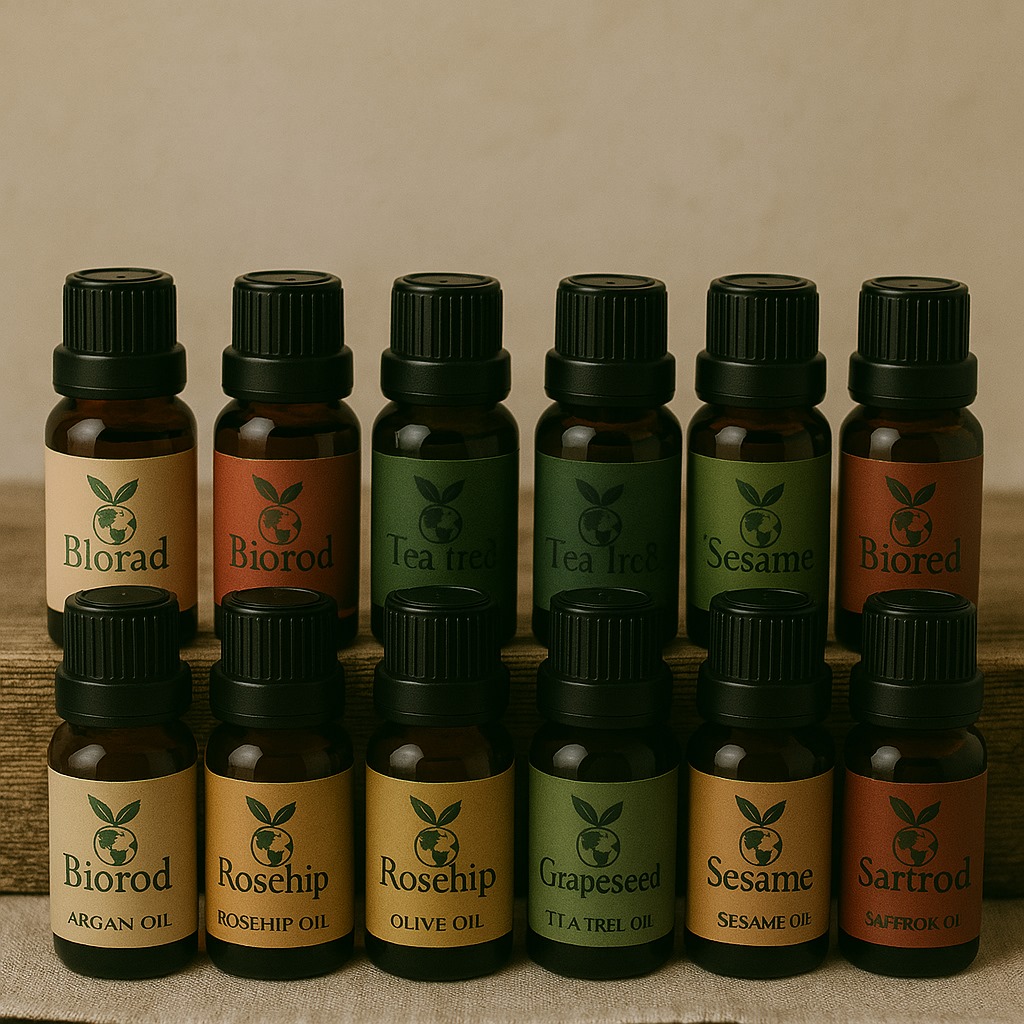 Blorad
Biorod
Tea tred
Tea
'Sesame
Biored
Biorod
ARGAN OIL
Rosehip
ROSEHIP OIL
Rosehip
OLIVE OIL
Grapeseed
TT A TREL OIL
Sesame
SESAME OIE
Sartrod
SAFFROK OI